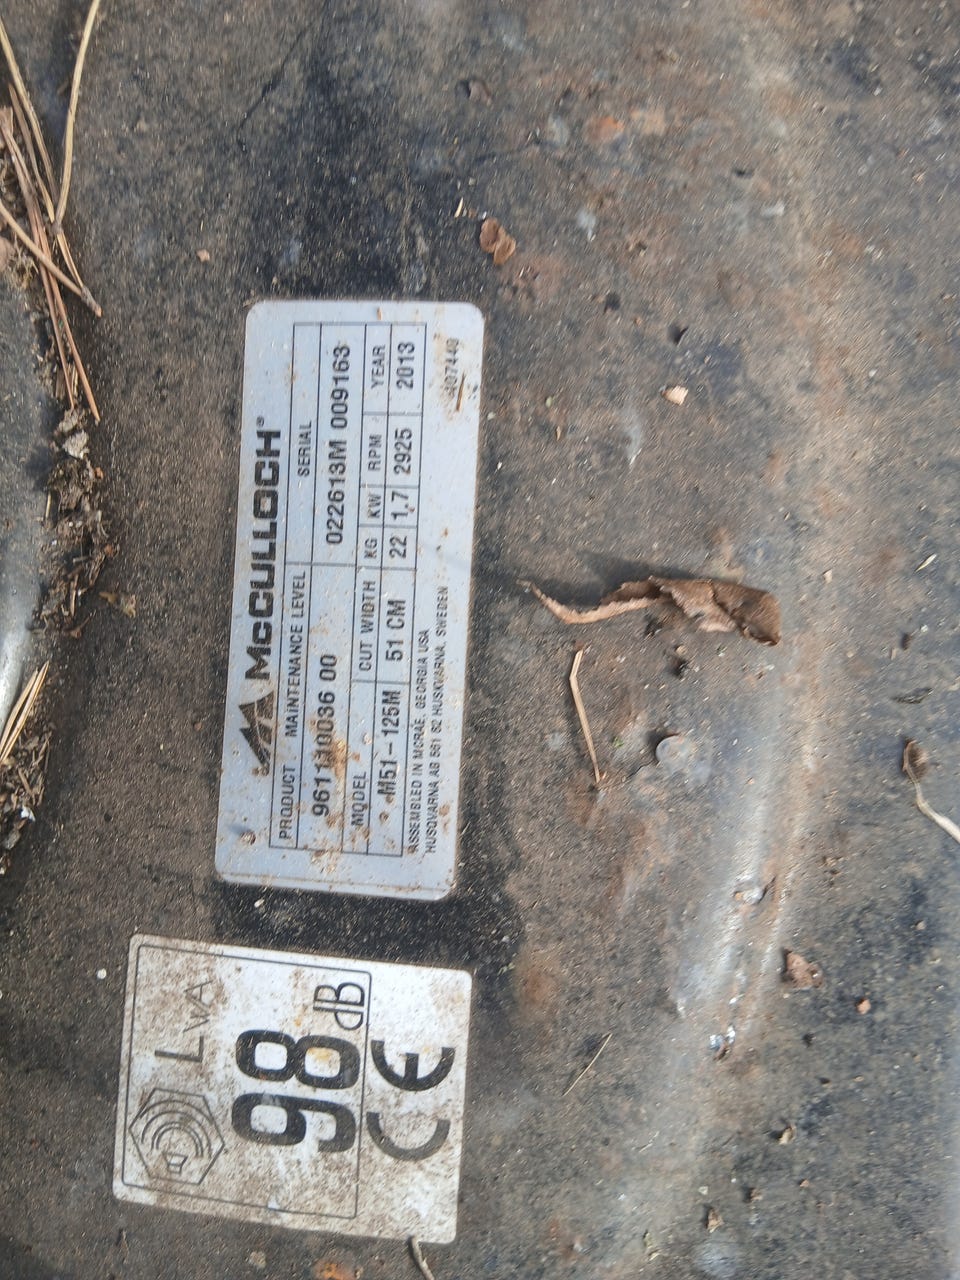 McCULLOCH®
PRODUCT MAINTENANCE LEVEL SERIAL
961110036 00 022613M 009163
MODEL CUT WIDTH KG KW RPM YEAR
M51-125M 51 CM 22 1,7 2925 2013
ASSEMBLED IN MCRAE, GEORGIA USA
HUSQVARNA AB 561 82 HUSKVARNA, SWEDEN
407440
LWA
98
dB
CE